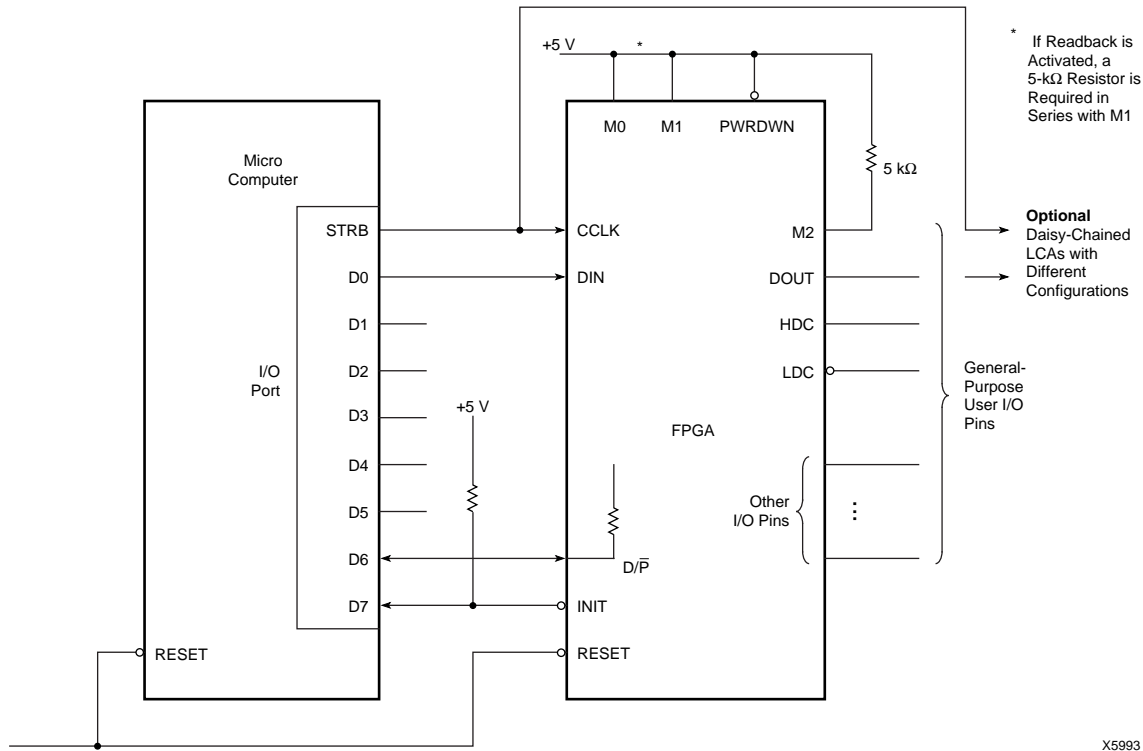 +5 V
*
*
If Readback is
Activated, a
5-kΩ Resistor is
Required in
Series with M1
M0
M1
PWRDWN
Micro
Computer
5 kΩ
STRB
CCLK
M2
Optional
Daisy-Chained
LCAs with
Different
Configurations
D0
DIN
DOUT
D1
HDC
I/O
Port
D2
LDC
General-
Purpose
User I/O
Pins
D3
+5 V
FPGA
D4
D5
Other
I/O Pins
...
D6
D/P̅
D7
INIT
RESET
RESET
X5993